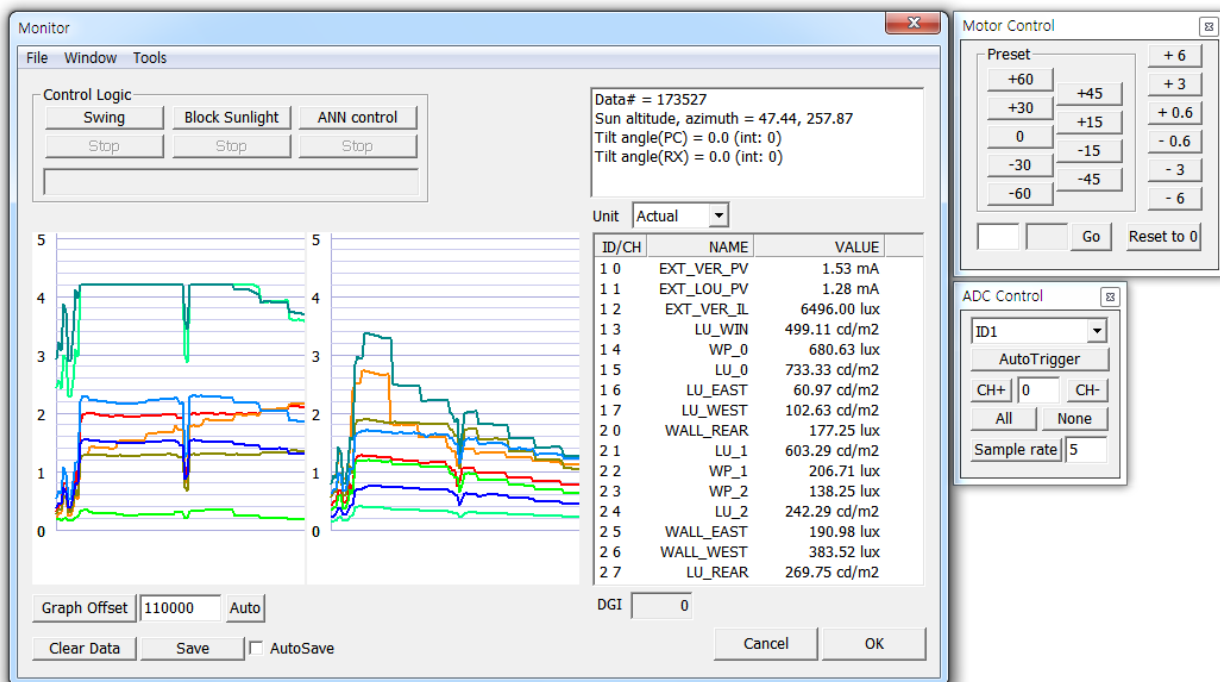 Monitor
File Window Tools
Control Logic
Swing Block Sunlight ANN control
Stop Stop Stop
Data# = 173527
Sun altitude, azimuth = 47.44, 257.87
Tilt angle(PC) = 0.0 (int: 0)
Tilt angle(RX) = 0.0 (int: 0)
Unit Actual
5
4
3
2
1
0
5
4
3
2
1
0
ID/CH NAME VALUE
1 0 EXT_VER_PV 1.53 mA
1 1 EXT_LOU_PV 1.28 mA
1 2 EXT_VER_IL 6496.00 lux
1 3 LU_WIN 499.11 cd/m2
1 4 WP_0 680.63 lux
1 5 LU_0 733.33 cd/m2
1 6 LU_EAST 60.97 cd/m2
1 7 LU_WEST 102.63 cd/m2
2 0 WALL_REAR 177.25 lux
2 1 LU_1 603.29 cd/m2
2 2 WP_1 206.71 lux
2 3 WP_2 138.25 lux
2 4 LU_2 242.29 cd/m2
2 5 WALL_EAST 190.98 lux
2 6 WALL_WEST 383.52 lux
2 7 LU_REAR 269.75 cd/m2
Graph Offset 110000 Auto
DGI 0
Clear Data Save AutoSave
Cancel OK
Motor Control
Preset
+60
+30
0
-30
-60
+45
+15
-15
-45
+ 6
+ 3
+ 0.6
- 0.6
- 3
- 6
Go Reset to 0
ADC Control
ID1
AutoTrigger
CH+ 0 CH-
All None
Sample rate 5